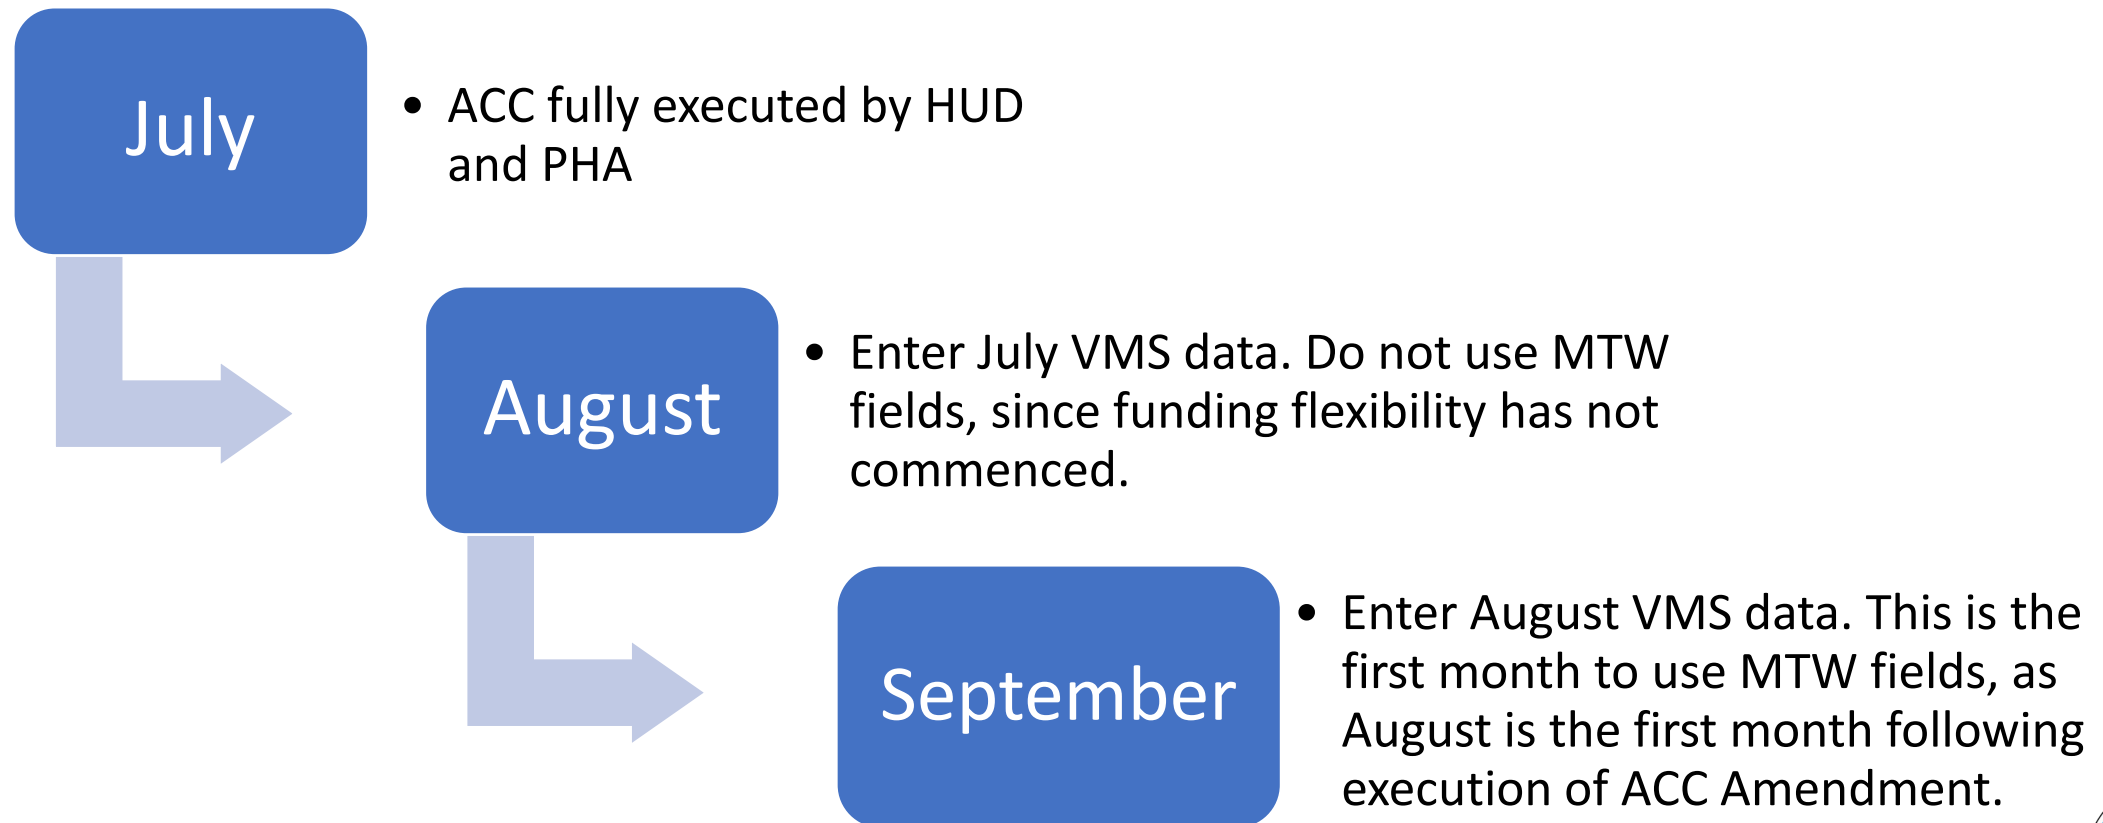 July
• ACC fully executed by HUD
and PHA
August
• Enter July VMS data. Do not use MTW
fields, since funding flexibility has not
commenced.
September
• Enter August VMS data. This is the
first month to use MTW fields, as
August is the first month following
execution of ACC Amendment.